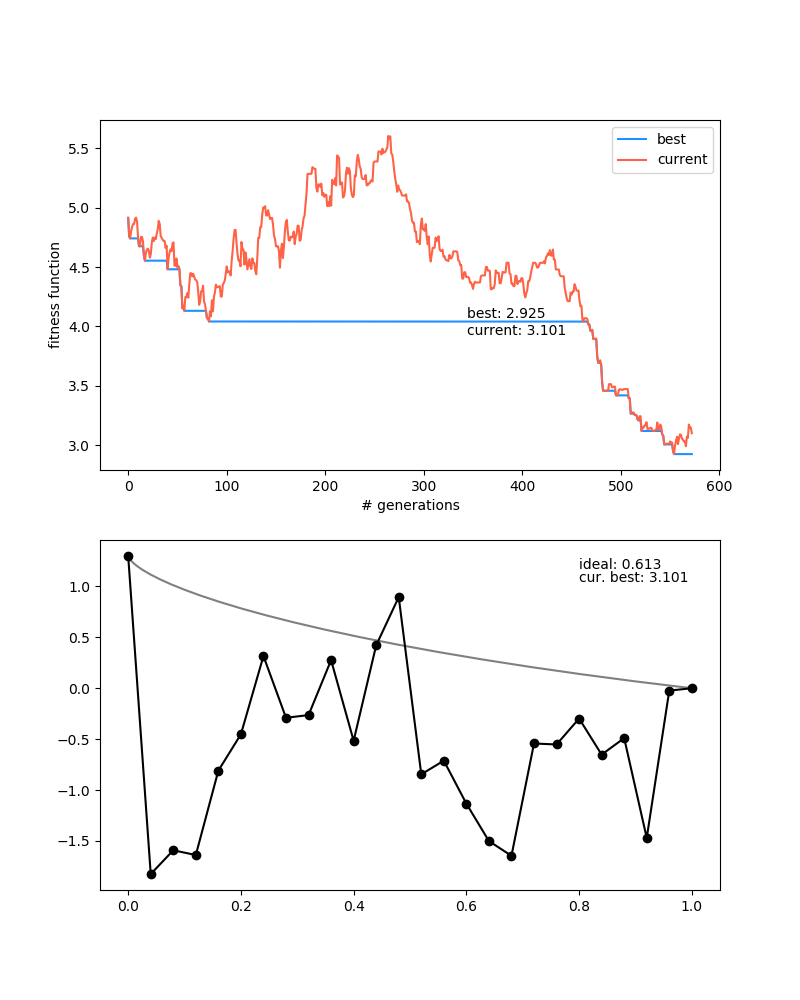 best
current
5.5
5.0
4.5
4.0
3.5
3.0
fitness function
best: 2.925
current: 3.101
0 100 200 300 400 500 600
# generations
ideal: 0.613
cur. best: 3.101
1.0
0.5
0.0
−0.5
−1.0
−1.5
0.0 0.2 0.4 0.6 0.8 1.0